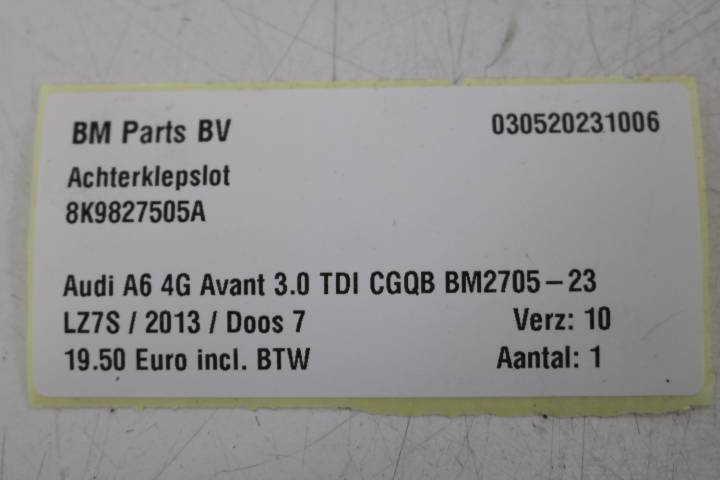 BM Parts BV 030520231006
Achterklepslot
8K9827505A
Audi A6 4G Avant 3.0 TDI CGQB BM2705-23
LZ7S / 2013 / Doos 7 Verz: 10
19.50 Euro incl. BTW Aantal: 1